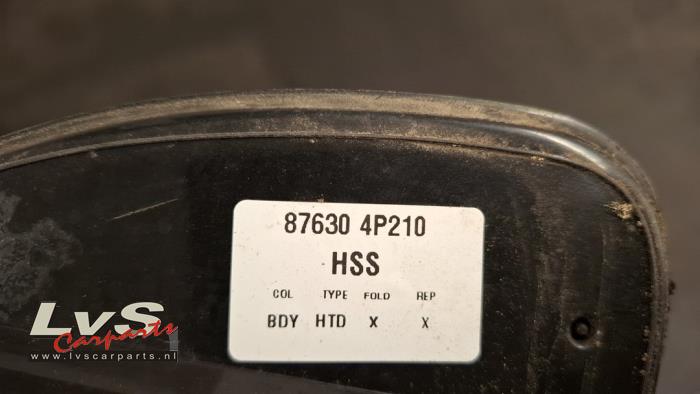 87630 4P210
HSS
COL TYPE FOLD REP
BDY HTD X X
LvS
Carparts
www.lvscarparts.nl